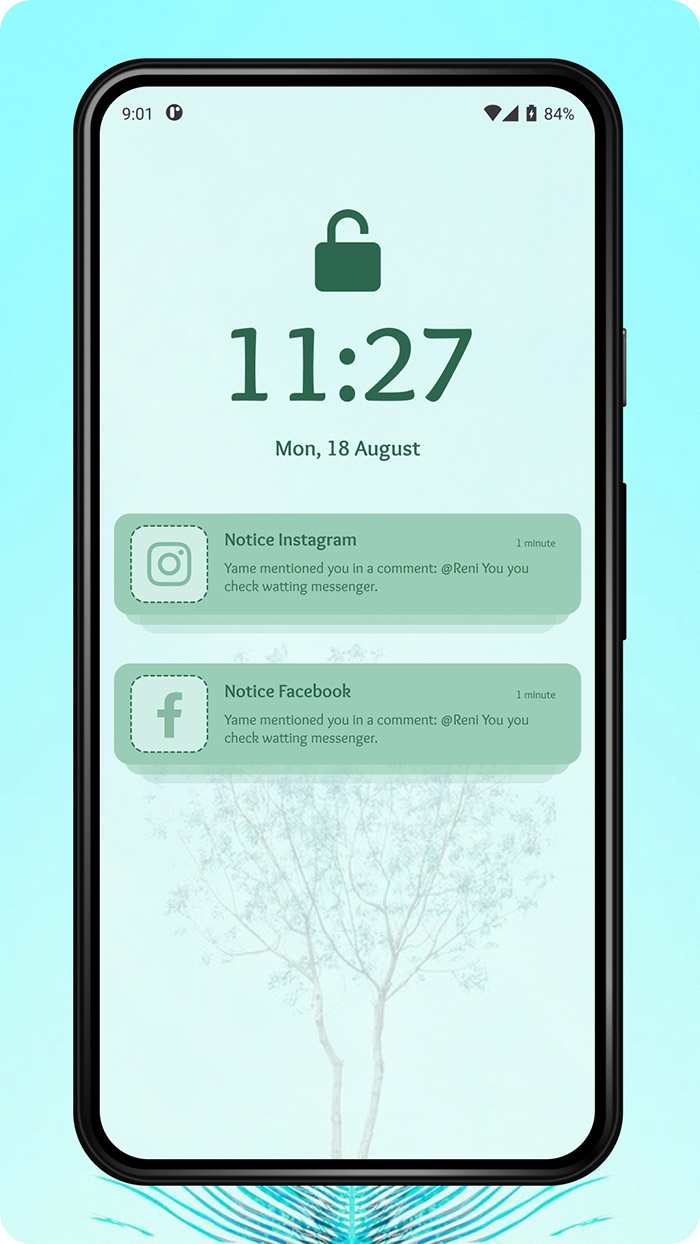 9:01 84%
11:27
Mon, 18 August
Notice Instagram 1 minute
Yame mentioned you in a comment: @Reni You you
check watting messenger.
Notice Facebook 1 minute
Yame mentioned you in a comment: @Reni You you
check watting messenger.